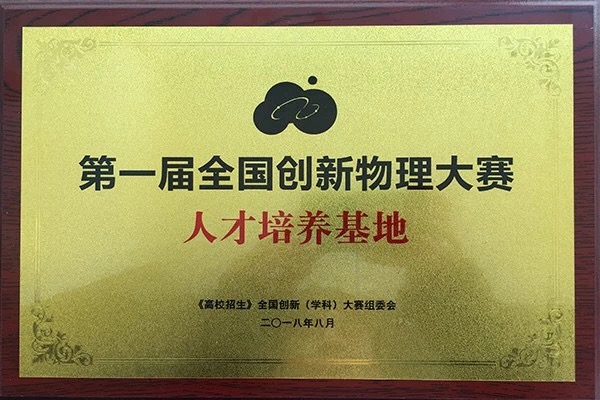 第一届全国创新物理大赛
人才培养基地
《高校招生》全国创新（学科）大赛组委会
二〇一八年八月